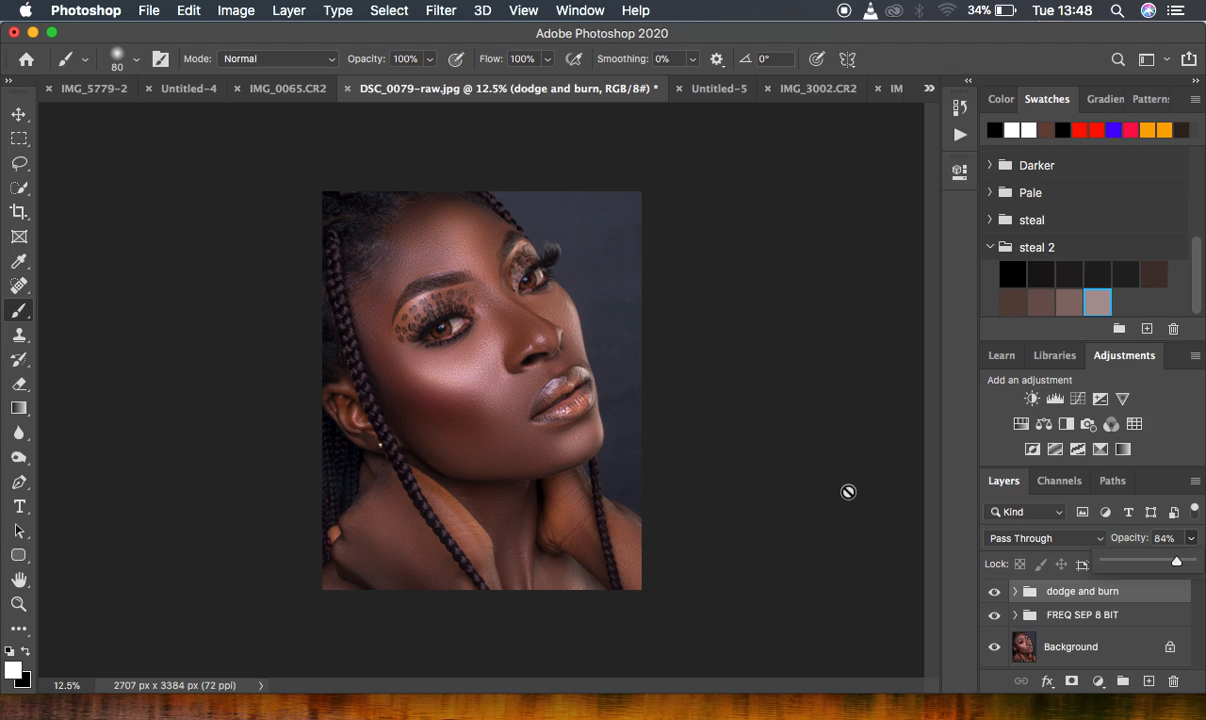 Photoshop File Edit Image Layer Type Select Filter 3D View Window Help 34% Tue 13:48
Adobe Photoshop 2020
80 Mode: Normal Opacity: 100% Flow: 100% Smoothing: 0% 0°
IMG_5779-2 Untitled-4 IMG_0065.CR2 DSC_0079-raw.jpg @ 12.5% (dodge and burn, RGB/8#) * Untitled-5 IMG_3002.CR2 IM
Color Swatches Gradien Patterns
Darker
Pale
steal
steal 2
Learn Libraries Adjustments
Add an adjustment
Layers Channels Paths
Kind
Pass Through Opacity: 84%
Lock:
dodge and burn
FREQ SEP 8 BIT
Background
12.5% 2707 px x 3384 px (72 ppi)